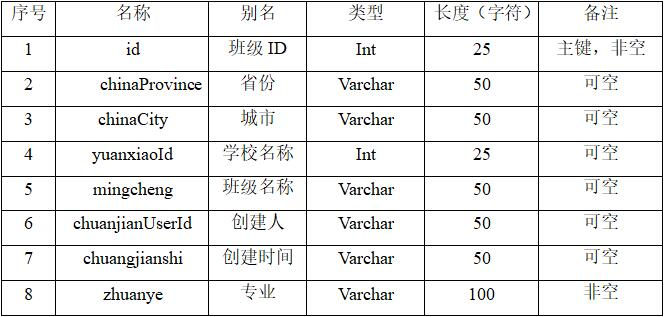 序号 名称 别名 类型 长度（字符） 备注
1 id 班级 ID Int 25 主键，非空
2 chinaProvince 省份 Varchar 50 可空
3 chinaCity 城市 Varchar 50 可空
4 yuanxiaoId 学校名称 Int 25 可空
5 mingcheng 班级名称 Varchar 50 可空
6 chuanjianUserId 创建人 Varchar 50 可空
7 chuangjianshi 创建时间 Varchar 50 可空
8 zhuanye 专业 Varchar 100 非空